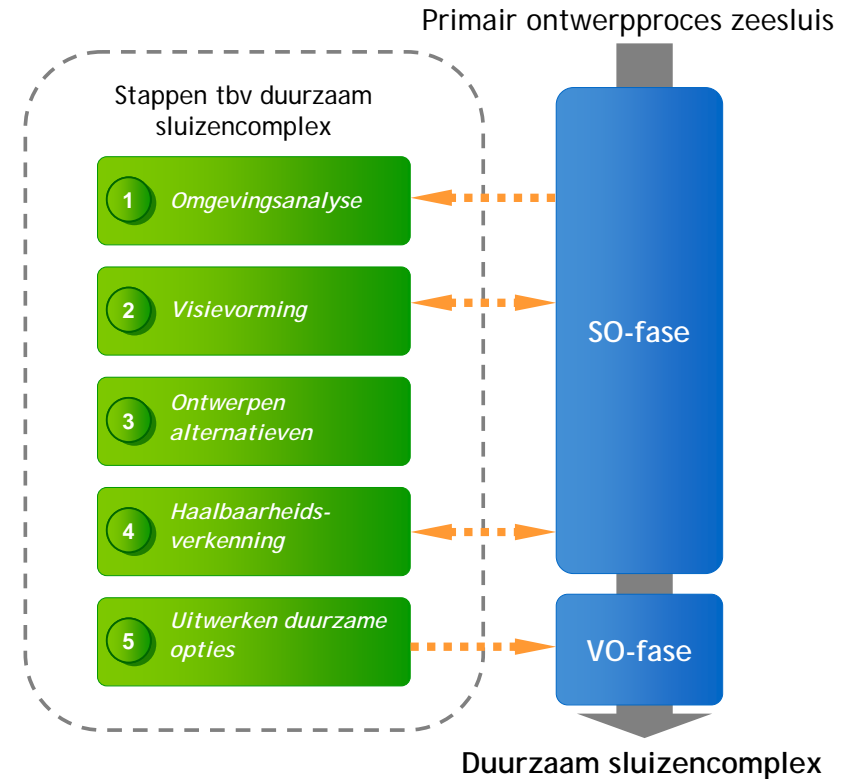 Primair ontwerpproces zeesluis
Stappen tbv duurzaam
sluizencomplex
1 Omgevingsanalyse
2 Visievorming
3 Ontwerpen
alternatieven
4 Haalbaarheids-
verkenning
5 Uitwerken duurzame
opties
SO-fase
VO-fase
Duurzaam sluizencomplex